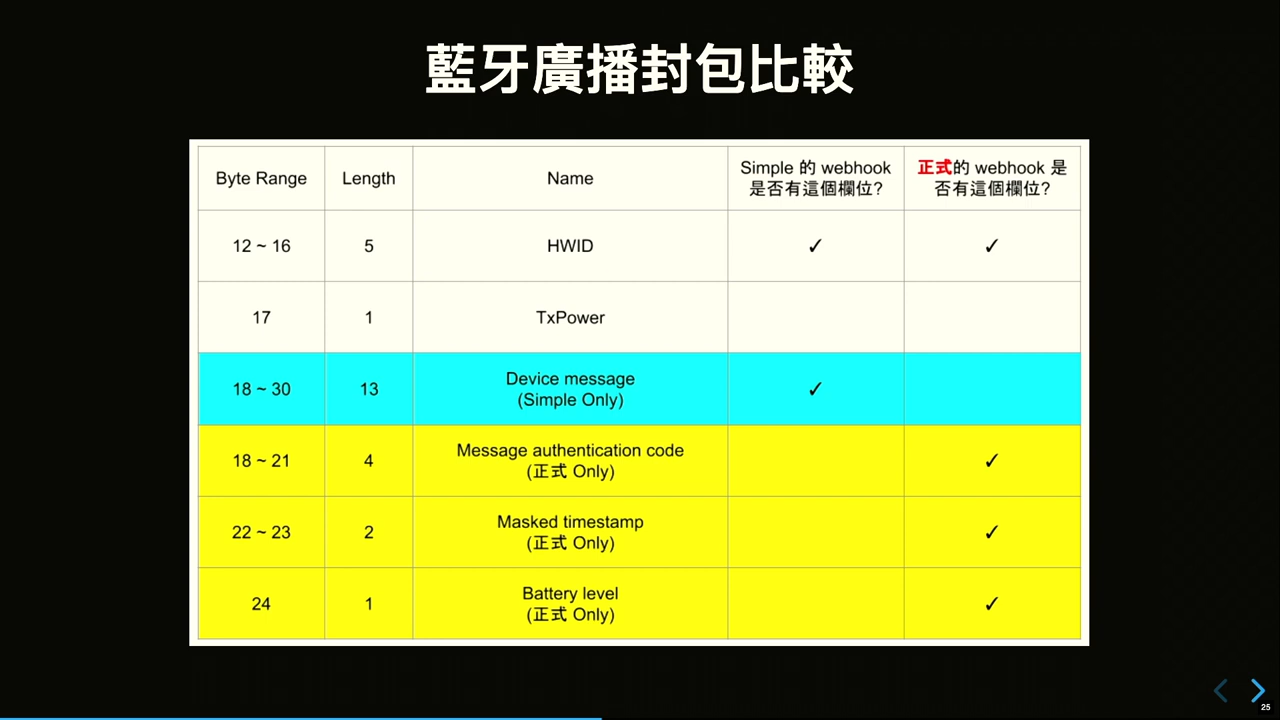 藍牙廣播封包比較
Byte Range
Length
Name
Simple 的 webhook
是否有這個欄位?
正式的 webhook 是
否有這個欄位?
12 ~ 16
5
HWID
✓
✓
17
1
TxPower
18 ~ 30
13
Device message
(Simple Only)
✓
18 ~ 21
4
Message authentication code
(正式 Only)
✓
22 ~ 23
2
Masked timestamp
(正式 Only)
✓
24
1
Battery level
(正式 Only)
✓
25